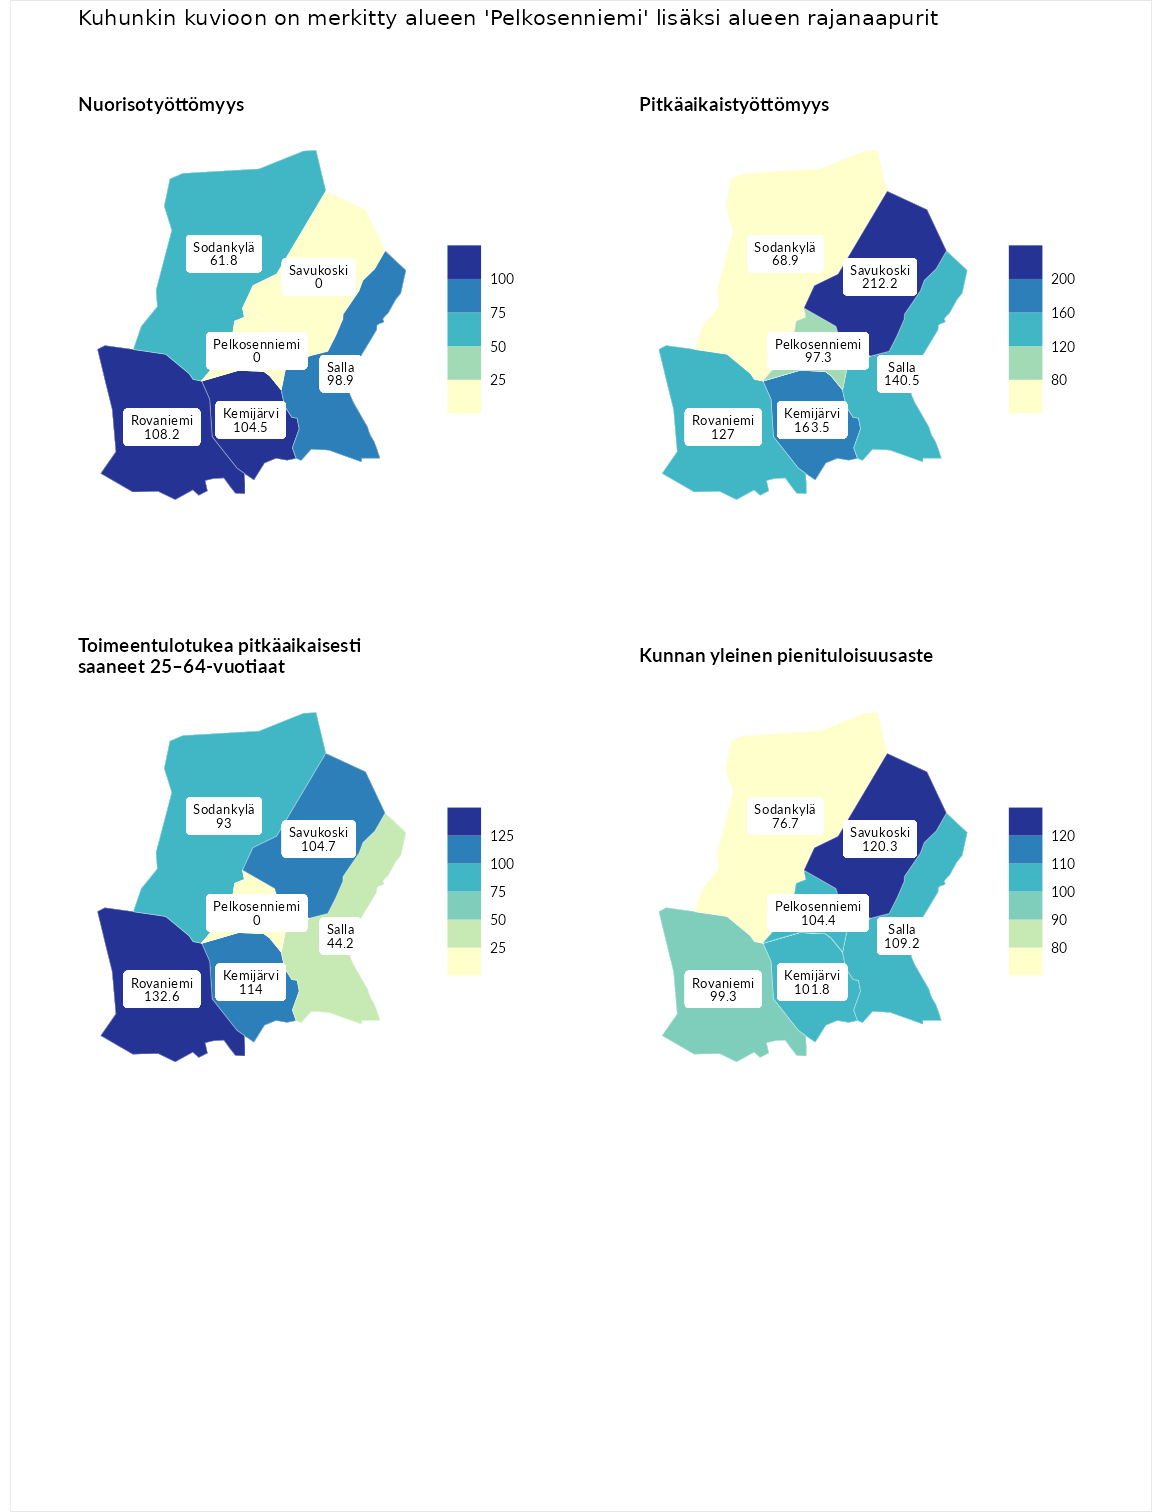 Kuhunkin kuvioon on merkitty alueen 'Pelkosenniemi' lisäksi alueen rajanaapurit
Nuorisotyöttömyys
Sodankylä
61.8
Savukoski
0
Pelkosenniemi
0
Salla
98.9
Kemijärvi
104.5
Rovaniemi
108.2
100
75
50
25
Pitkäaikaistyöttömyys
Sodankylä
68.9
Savukoski
212.2
Pelkosenniemi
97.3
Salla
140.5
Kemijärvi
163.5
Rovaniemi
127
200
160
120
80
Toimeentulotukea pitkäaikaisesti
saaneet 25–64-vuotiaat
Sodankylä
93
Savukoski
104.7
Pelkosenniemi
0
Salla
44.2
Kemijärvi
114
Rovaniemi
132.6
125
100
75
50
25
Kunnan yleinen pienituloisuusaste
Sodankylä
76.7
Savukoski
120.3
Pelkosenniemi
104.4
Salla
109.2
Kemijärvi
101.8
Rovaniemi
99.3
120
110
100
90
80